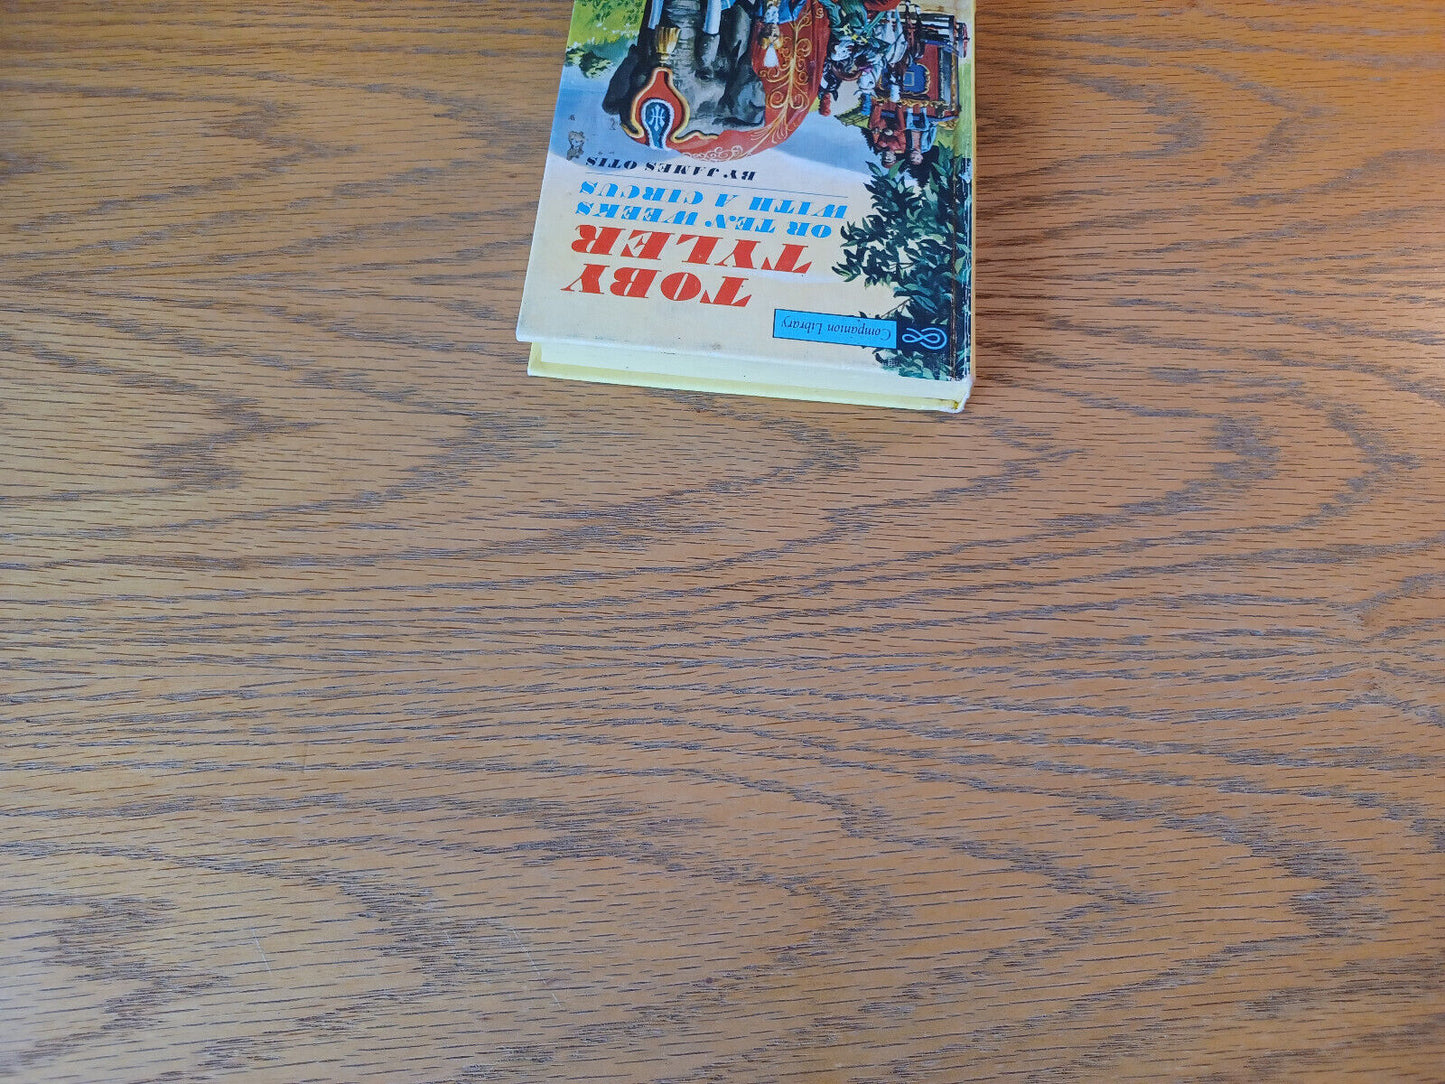 Companion Library
TOBY
TYLER
OR TEN WEEKS
WITH A CIRCUS
BY JAMES OTIS